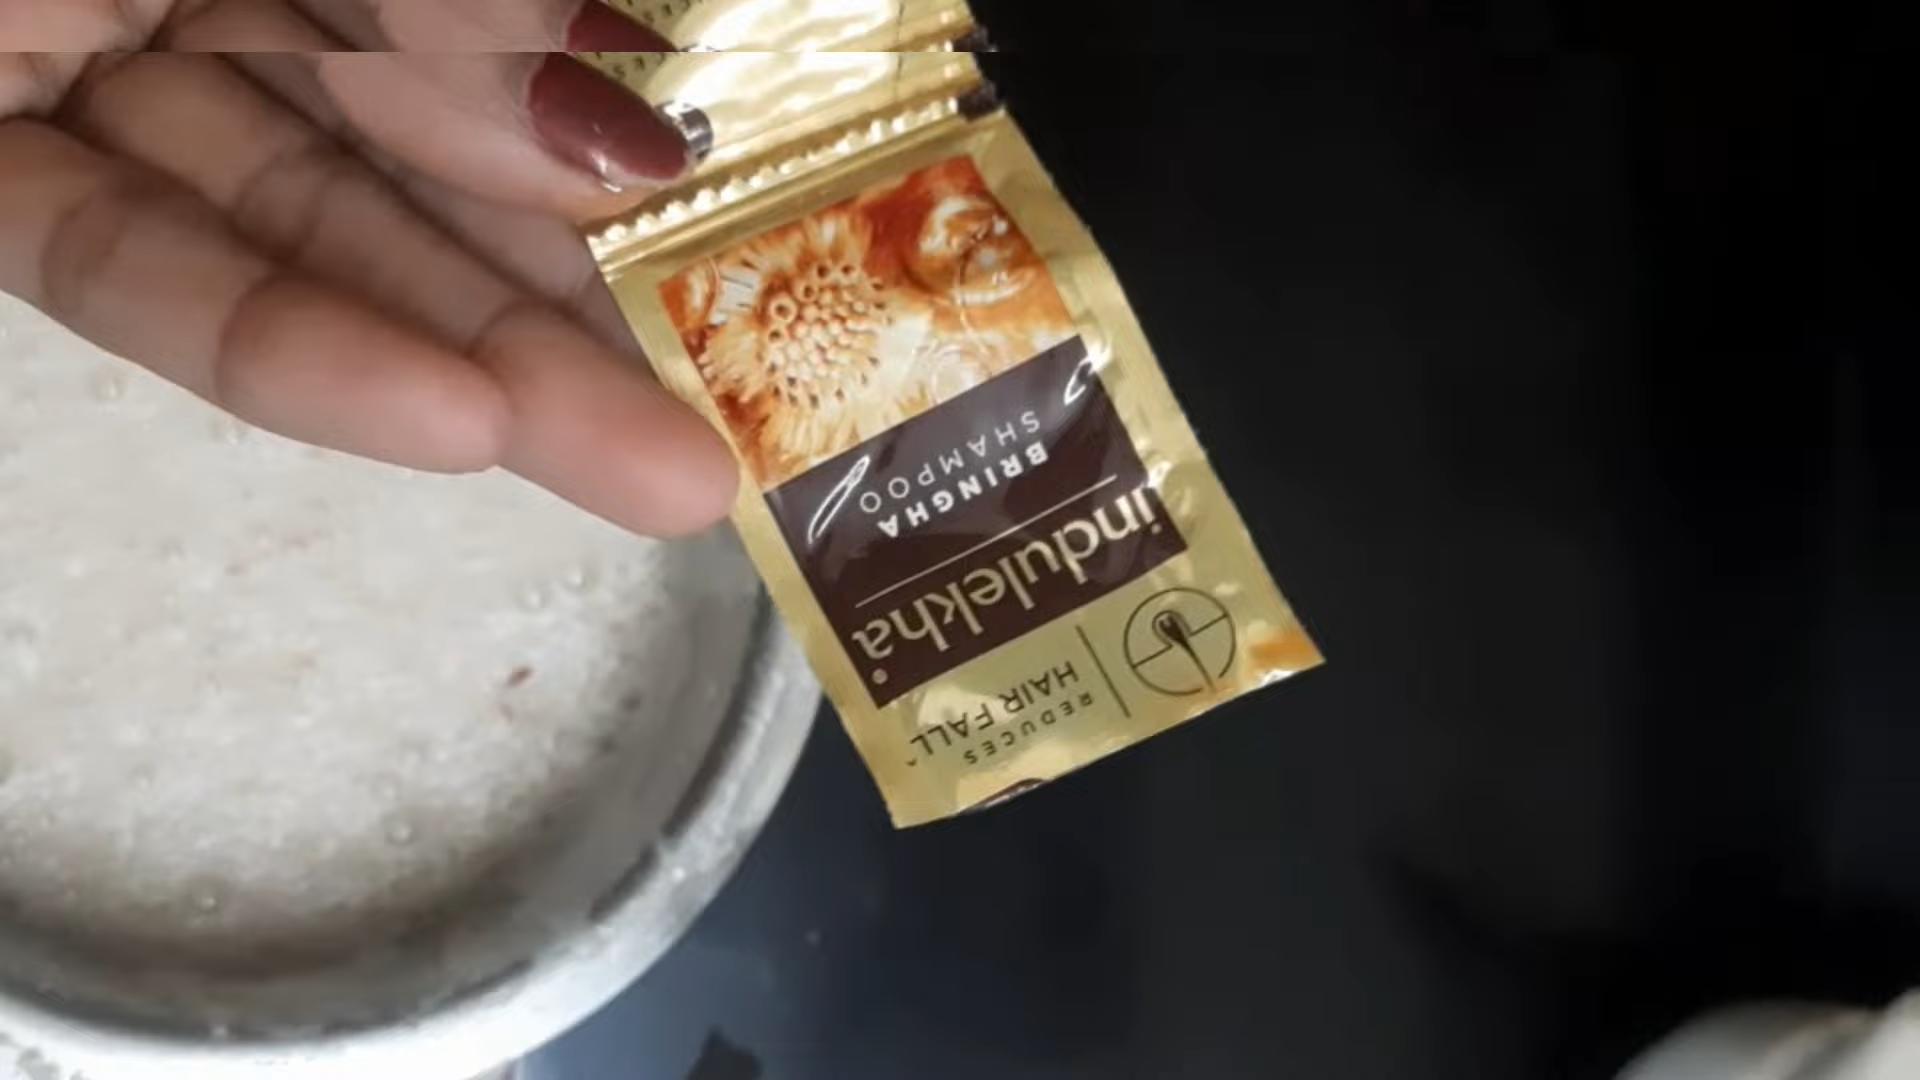 REDUCES
HAIR FALL^
indulekha®
BRINGHA
SHAMPOO